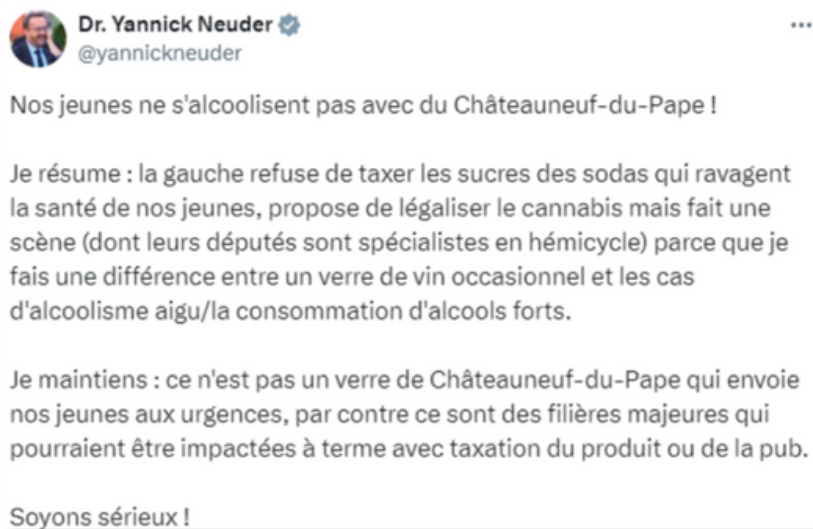 Dr. Yannick Neuder
@yannickneuder
Nos jeunes ne s'alcoolisent pas avec du Châteauneuf-du-Pape !
Je résume : la gauche refuse de taxer les sucres des sodas qui ravagent
la santé de nos jeunes, propose de légaliser le cannabis mais fait une
scène (dont leurs députés sont spécialistes en hémicycle) parce que je
fais une différence entre un verre de vin occasionnel et les cas
d'alcoolisme aigu/la consommation d'alcools forts.
Je maintiens : ce n'est pas un verre de Châteauneuf-du-Pape qui envoie
nos jeunes aux urgences, par contre ce sont des filières majeures qui
pourraient être impactées à terme avec taxation du produit ou de la pub.
Soyons sérieux !